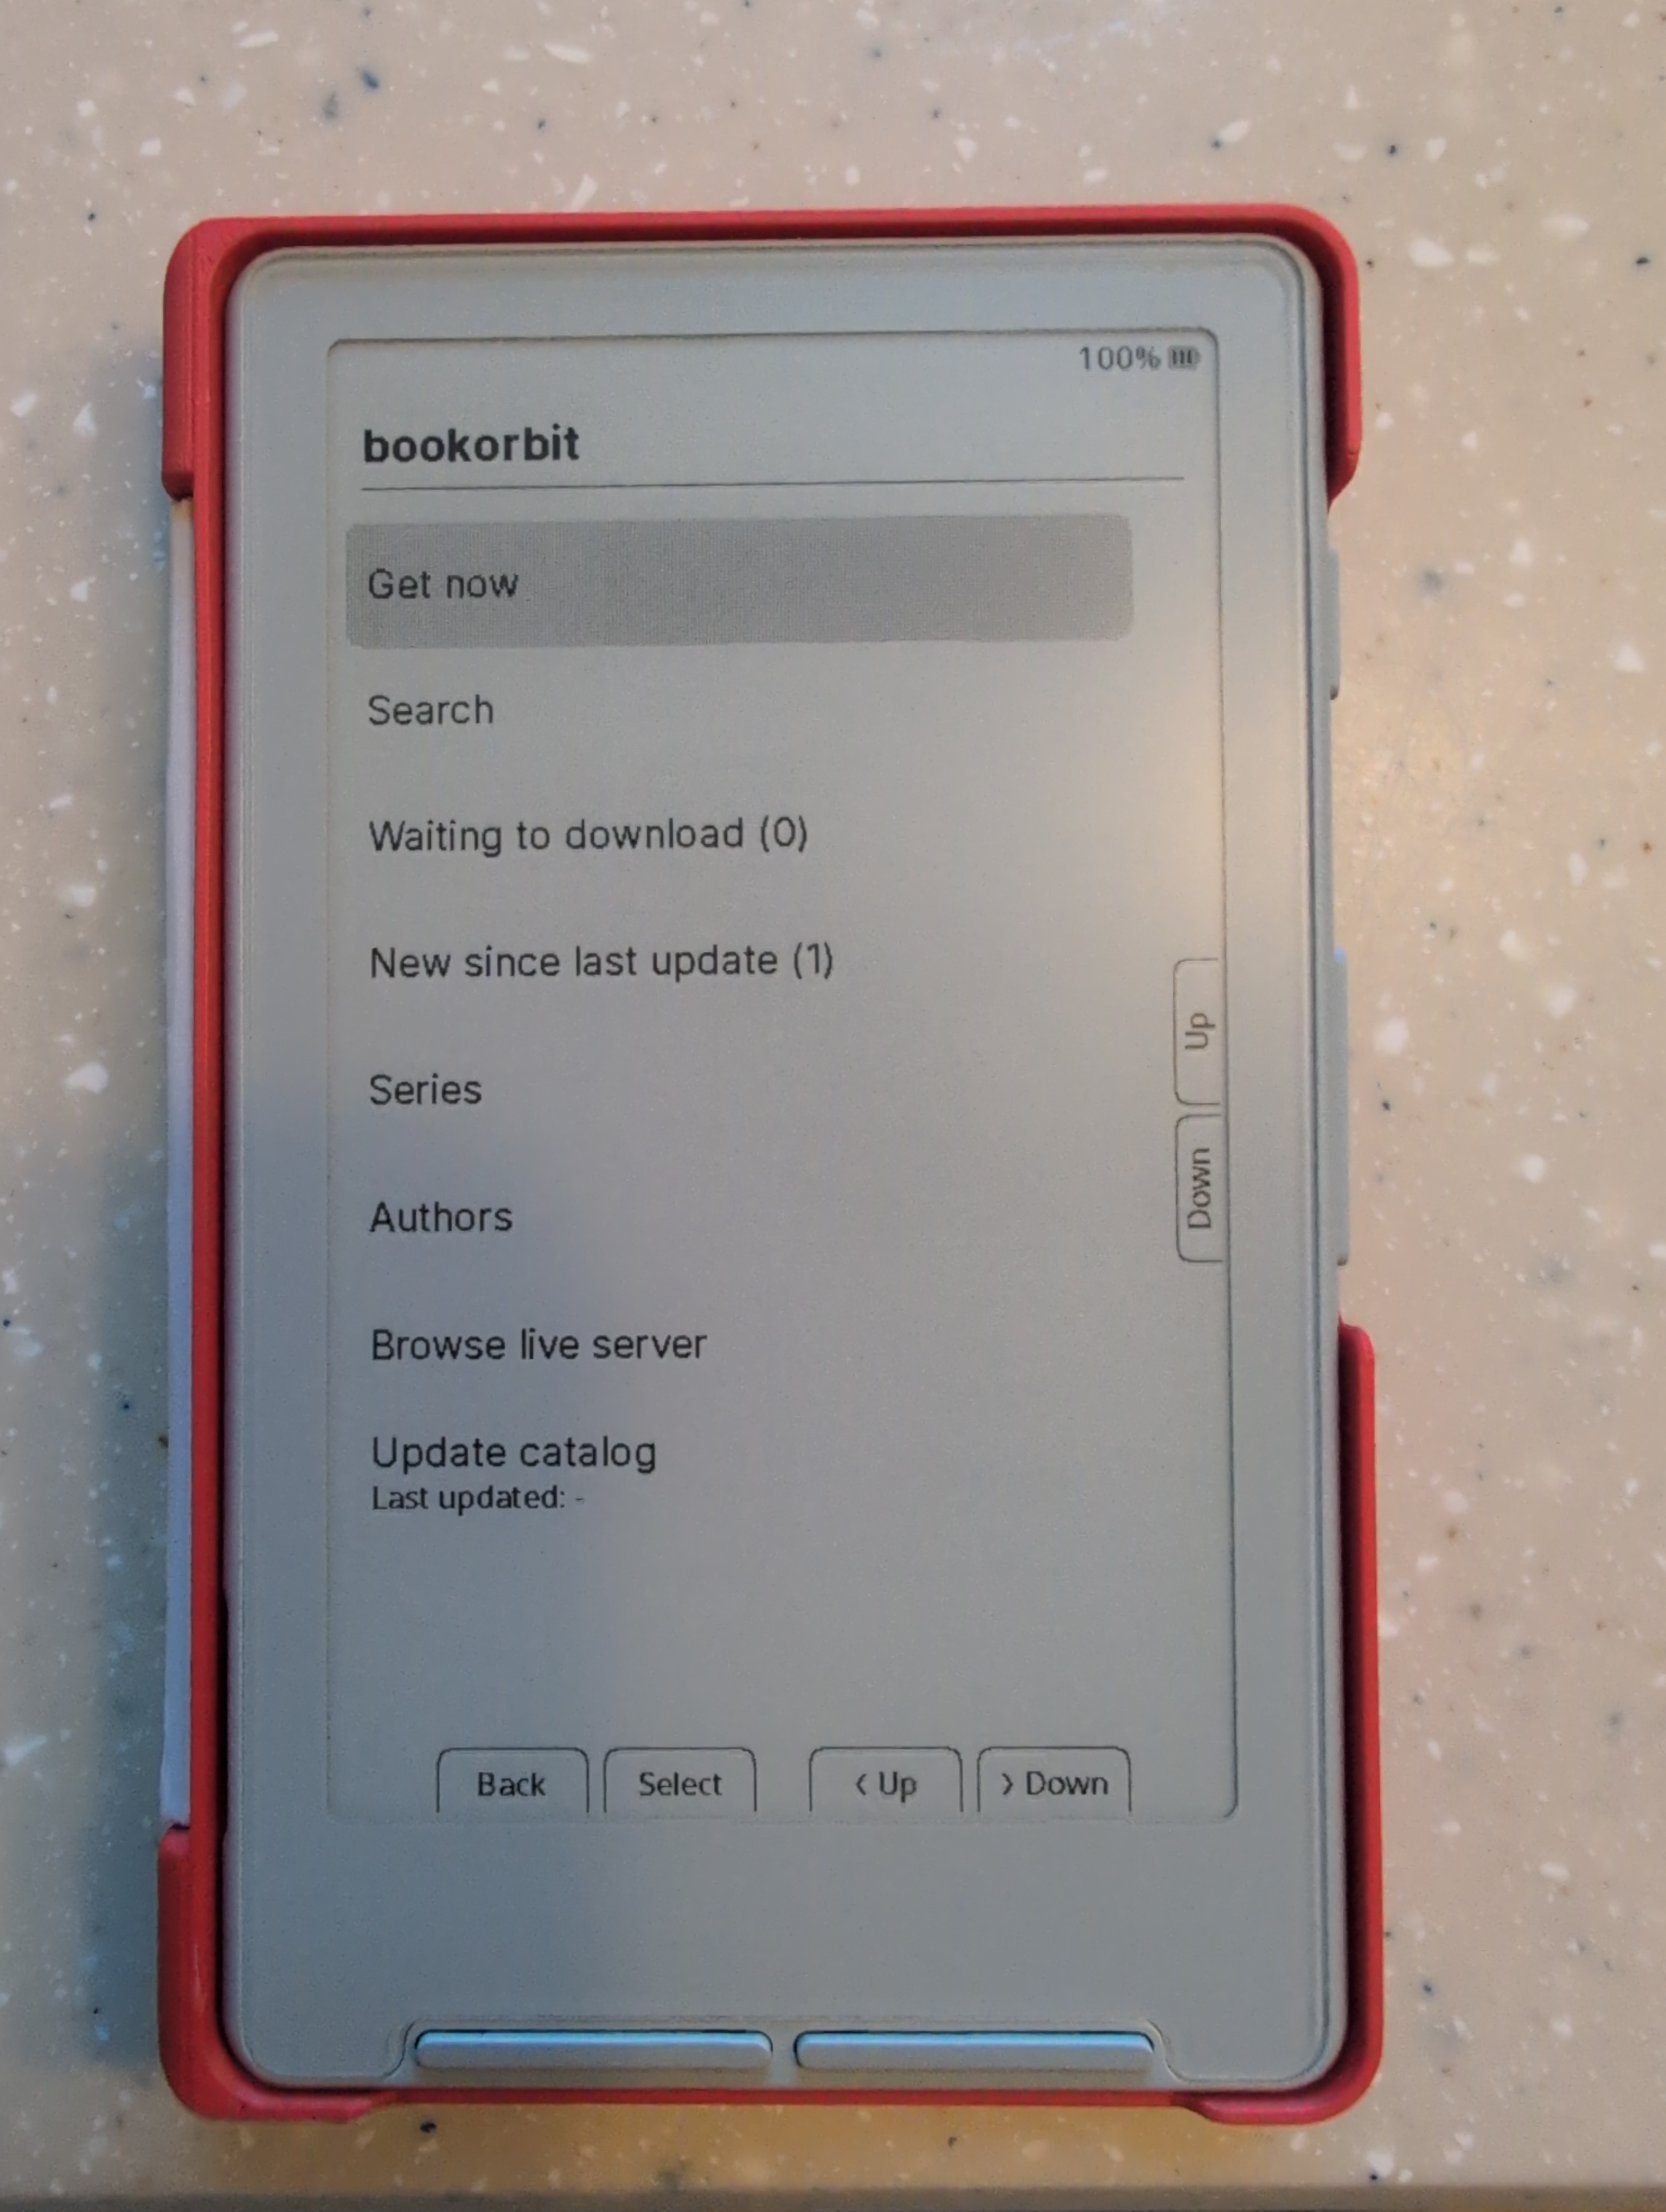 100%
bookorbit
Get now
Search
Waiting to download (0)
New since last update (1)
Series
Authors
Browse live server
Update catalog
Last updated: -
Up
Down
Back
Select
‹ Up
› Down